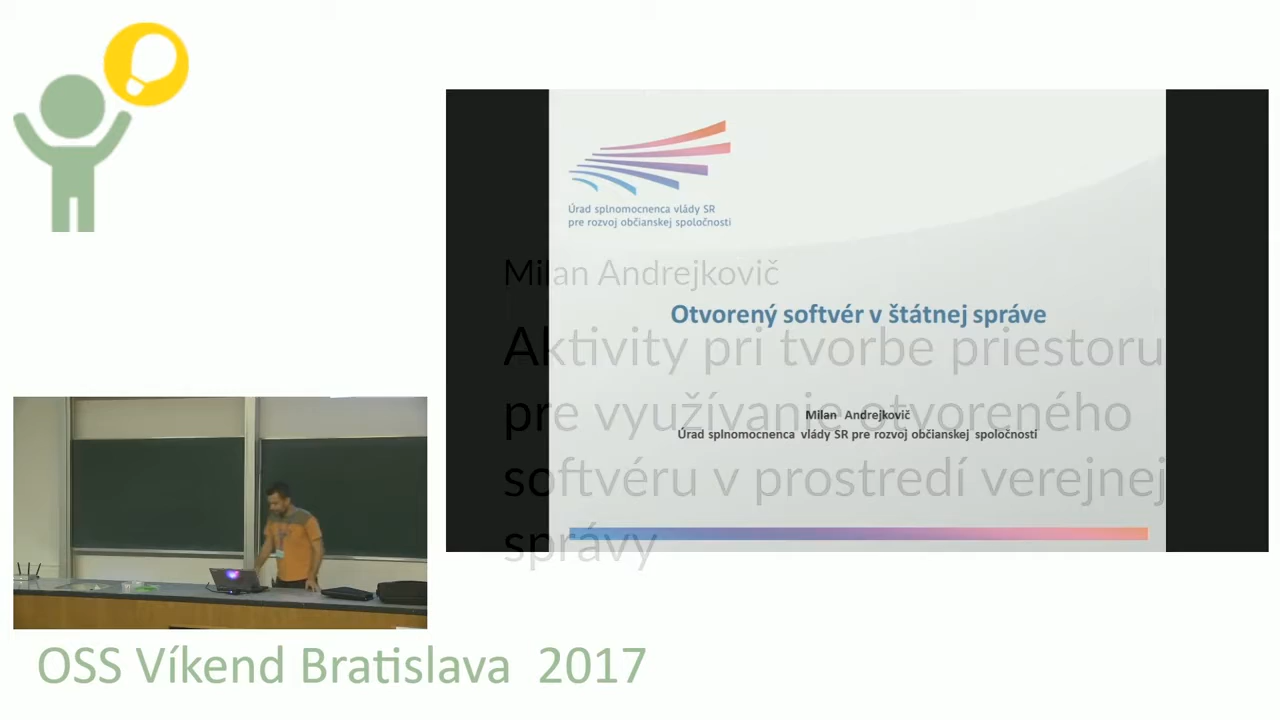 Úrad splnomocnenca vlády SR
pre rozvoj občianskej spoločnosti
Milan Andrejkovič
Otvorený softvér v štátnej správe
Aktivity pri tvorbe priestoru
pre využívanie otvoreného
softvéru v prostredí verejnej
správy
Milan Andrejkovič
Úrad splnomocnenca vlády SR pre rozvoj občianskej spoločnosti
OSS Víkend Bratislava 2017